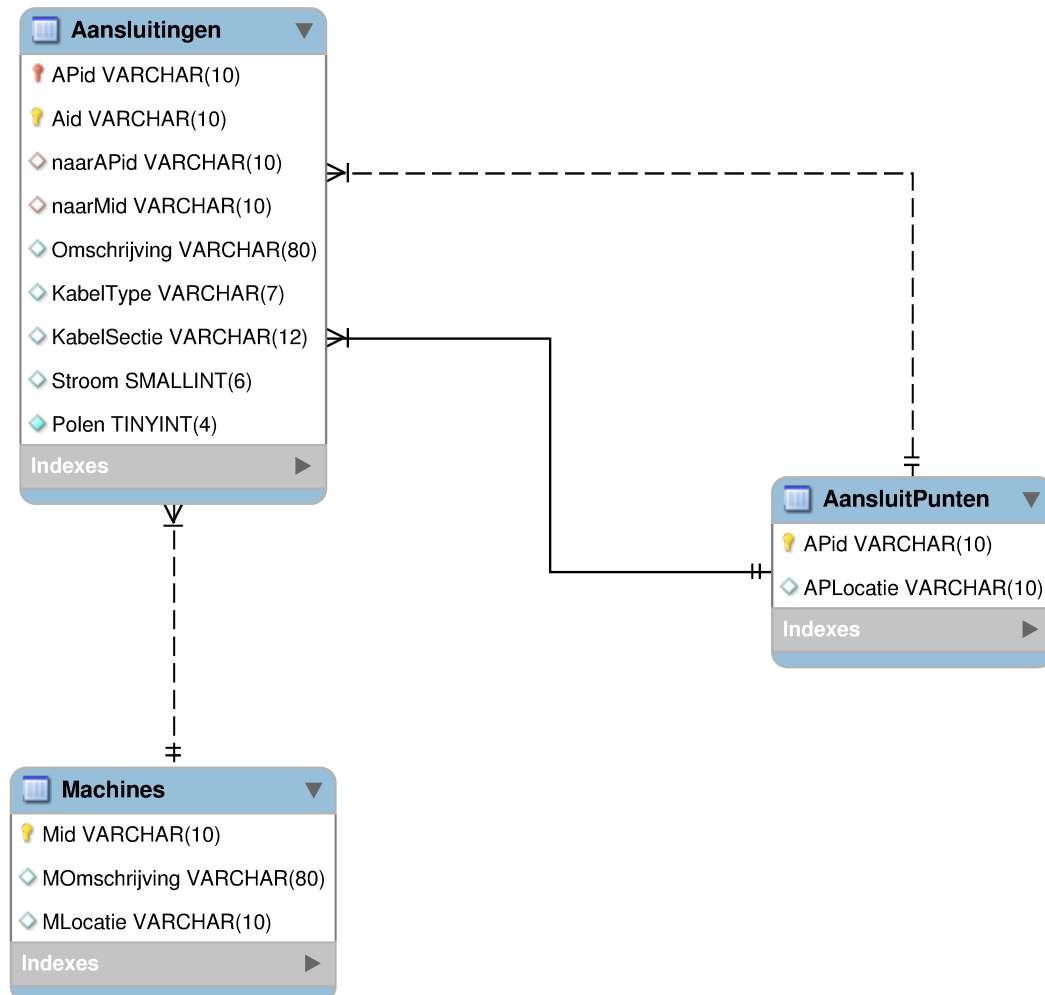 Aansluitingen
APid VARCHAR(10)
Aid VARCHAR(10)
naarAPid VARCHAR(10)
naarMid VARCHAR(10)
Omschrijving VARCHAR(80)
KabelType VARCHAR(7)
KabelSectie VARCHAR(12)
Stroom SMALLINT(6)
Polen TINYINT(4)
Indexes
AansluitPunten
APid VARCHAR(10)
APLocatie VARCHAR(10)
Indexes
Machines
Mid VARCHAR(10)
MOmschrijving VARCHAR(80)
MLocatie VARCHAR(10)
Indexes